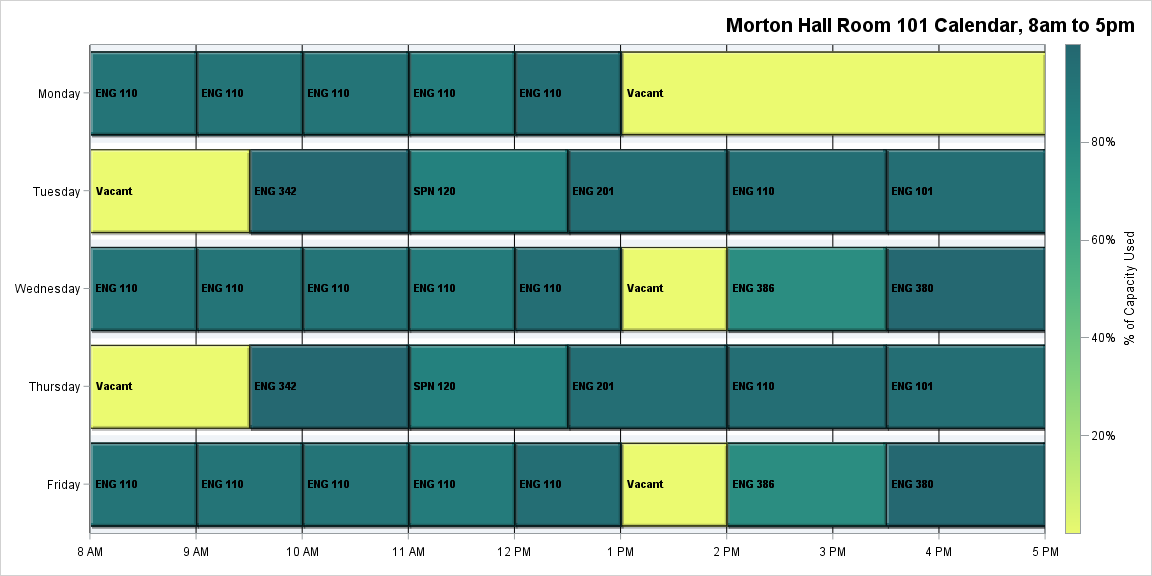 Morton Hall Room 101 Calendar, 8am to 5pm
Monday ENG 110 ENG 110 ENG 110 ENG 110 ENG 110 Vacant
80%
Tuesday Vacant ENG 342 SPN 120 ENG 201 ENG 110 ENG 101
60%
% of Capacity Used
Wednesday ENG 110 ENG 110 ENG 110 ENG 110 ENG 110 Vacant ENG 386 ENG 380
40%
Thursday Vacant ENG 342 SPN 120 ENG 201 ENG 110 ENG 101
20%
Friday ENG 110 ENG 110 ENG 110 ENG 110 ENG 110 Vacant ENG 386 ENG 380
8 AM 9 AM 10 AM 11 AM 12 PM 1 PM 2 PM 3 PM 4 PM 5 PM